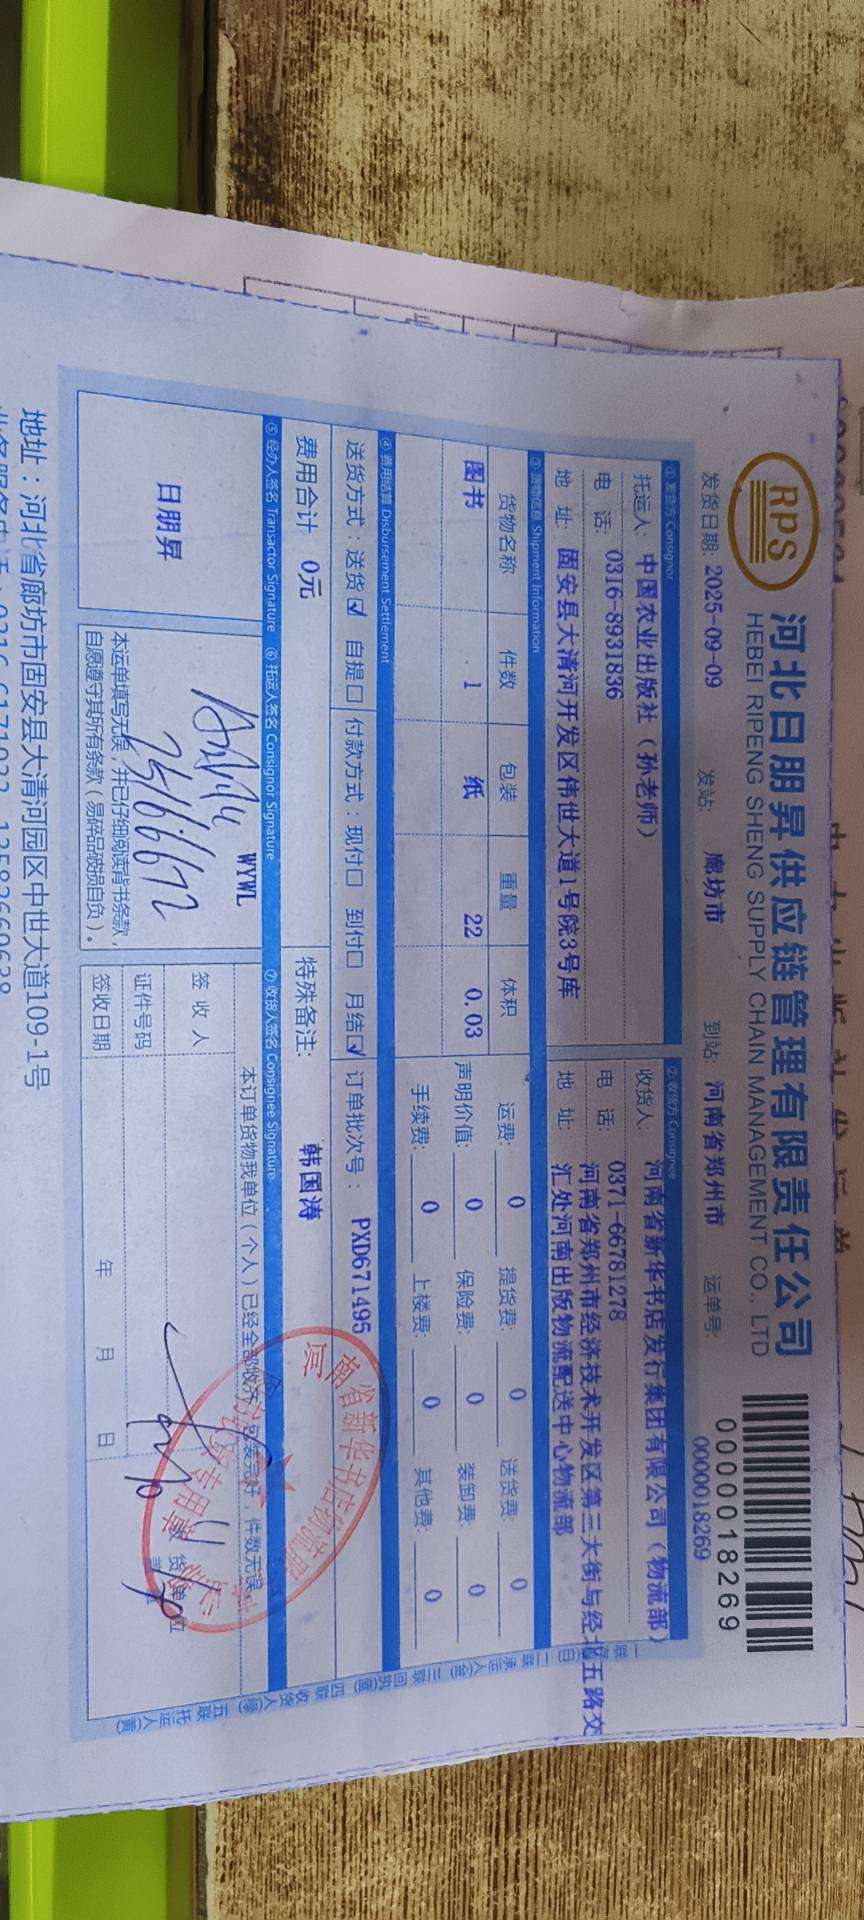 RPS
河北日朋昇供应链管理有限责任公司
HEBEI RIPENG SHENG SUPPLY CHAIN MANAGEMENT CO., LTD
0000018269
发货日期: 2025-09-09 发站: 廊坊市 到站: 河南省郑州市 运单号: 0000018269
①发货方 Consignor ②收货方 Consignee
托运人: 中国农业出版社（孙老师） 收货人: 河南省新华书店发行集团有限公司（物流部）
电 话: 0316-8931836 电 话: 0371-66781278
地 址: 固安县大清河开发区伟世大道1号院3号库 地 址: 河南省郑州市经济技术开发区第三大街与经北五路交
汇处河南出版物流配送中心物流部
③货物信息 Shipment Information
货物名称 件数 包装 重量 体积 运费: 0 提货费: 0 送货费: 0
图书 1 纸 22 0.03 声明价值: 0 保险费: 0 装卸费: 0
手续费: 0 上楼费: 0 其他费: 0
④费用结算 Disbursement Settlement
送货方式: 送货☑ 自提□ 付款方式: 现付□ 到付□ 月结☑ 订单批次号: PXD671495
费用合计 0元 特殊备注: 韩国涛
⑤经办人签名 Transactor Signature ⑥托运人签名 Consignor Signature ⑦收货人签名 Consignee Signature
日朋昇
WYWL
本运单填写无误，并已仔细阅读背书条款，
自愿遵守其所有条款（易碎品破损自负）。
本订单货物我单位（个人）已经全部收齐，包装完好，件数无误
签 收 人
证件号码:
签收日期 年 月 日
地址：河北省廊坊市固安县大清河园区中世大道109-1号